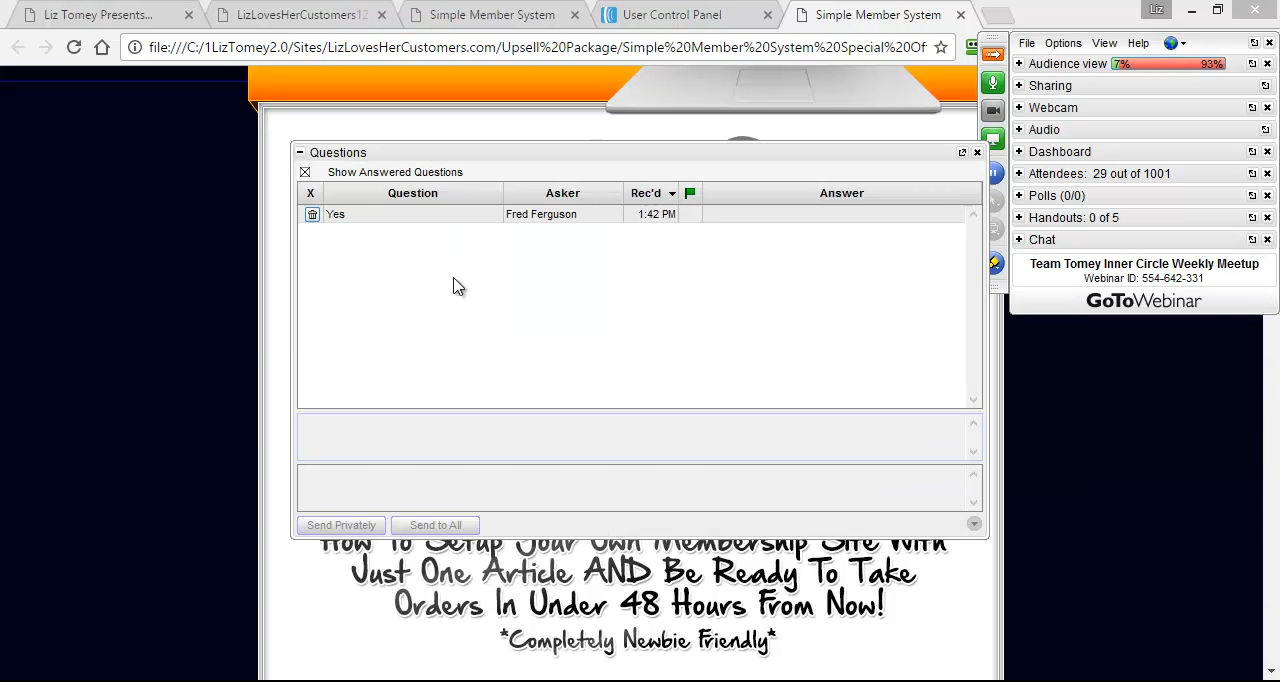 Liz Tomey Presents...
LizLovesHerCustomers12
Simple Member System
User Control Panel
Simple Member System
Liz
file:///C:/1LizTomey2.0/Sites/LizLovesHerCustomer.com/Upsell%20Package/Simple%20Member%20System%20Special%20Of
File Options View Help
Audience view 7% 93%
Sharing
Webcam
Audio
Dashboard
Attendees: 29 out of 1001
Polls (0/0)
Handouts: 0 of 5
Chat
Team Tomey Inner Circle Weekly Meetup
Webinar ID: 554-642-331
GoToWebinar
Questions
Show Answered Questions
X Question Asker Rec'd Answer
Yes Fred Ferguson 1:42 PM
Send Privately Send to All
How To Setup Your Own Membership Site With
Just One Article AND Be Ready To Take
Orders In Under 48 Hours From Now!
*Completely Newbie Friendly*